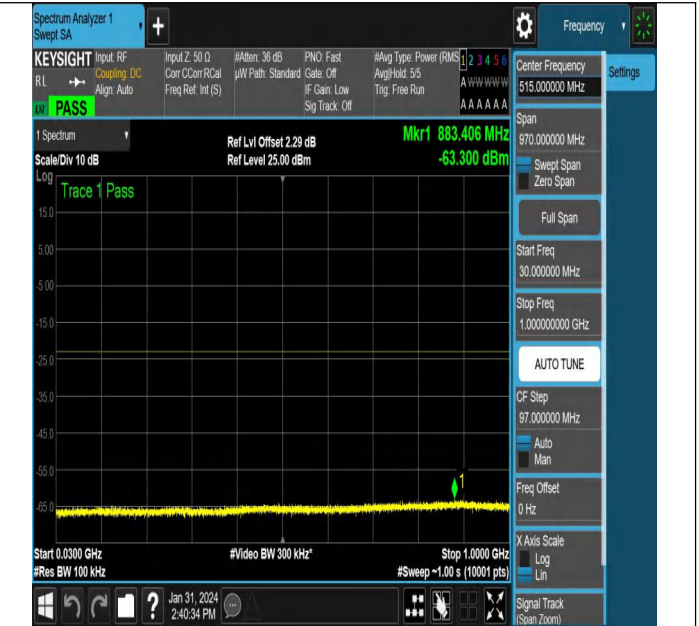 Spectrum Analyzer 1
Swept SA
+
Frequency
KEYSIGHT
RL
LXI PASS
Input: RF
Coupling: DC
Align: Auto
Input Z: 50 Ω
Corr CCorr RCal
Freq Ref: Int (S)
#Atten: 36 dB
µW Path: Standard
PNO: Fast
Gate: Off
IF Gain: Low
Sig Track: Off
#Avg Type: Power (RMS
Avg|Hold: 5/5
Trig: Free Run
1 2 3 4 5 6
A W W W W W
A A A A A A
1 Spectrum
Scale/Div 10 dB
Ref Lvl Offset 2.29 dB
Ref Level 25.00 dBm
Mkr1 883.406 MHz
-63.300 dBm
Log
Trace 1 Pass
15.0
5.00
-5.00
-15.0
-25.0
-35.0
-45.0
-55.0
-65.0
1
Start 0.0300 GHz
#Res BW 100 kHz
#Video BW 300 kHz*
Stop 1.0000 GHz
#Sweep ~1.00 s (10001 pts)
?
Jan 31, 2024
2:40:34 PM
Center Frequency
515.000000 MHz
Settings
Span
970.000000 MHz
Swept Span
Zero Span
Full Span
Start Freq
30.000000 MHz
Stop Freq
1.000000000 GHz
AUTO TUNE
CF Step
97.000000 MHz
Auto
Man
Freq Offset
0 Hz
X Axis Scale
Log
Lin
Signal Track
(Span Zoom)